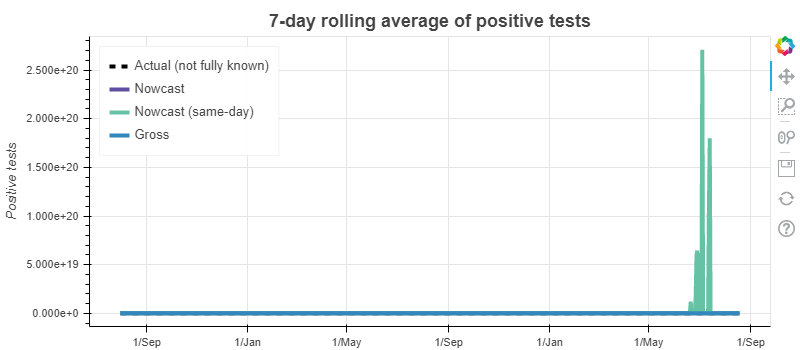 7-day rolling average of positive tests
Actual (not fully known)
Nowcast
Nowcast (same-day)
Gross
Positive tests
2.500e+20
2.000e+20
1.500e+20
1.000e+20
5.000e+19
0.000e+0
1/Sep 1/Jan 1/May 1/Sep 1/Jan 1/May 1/Sep